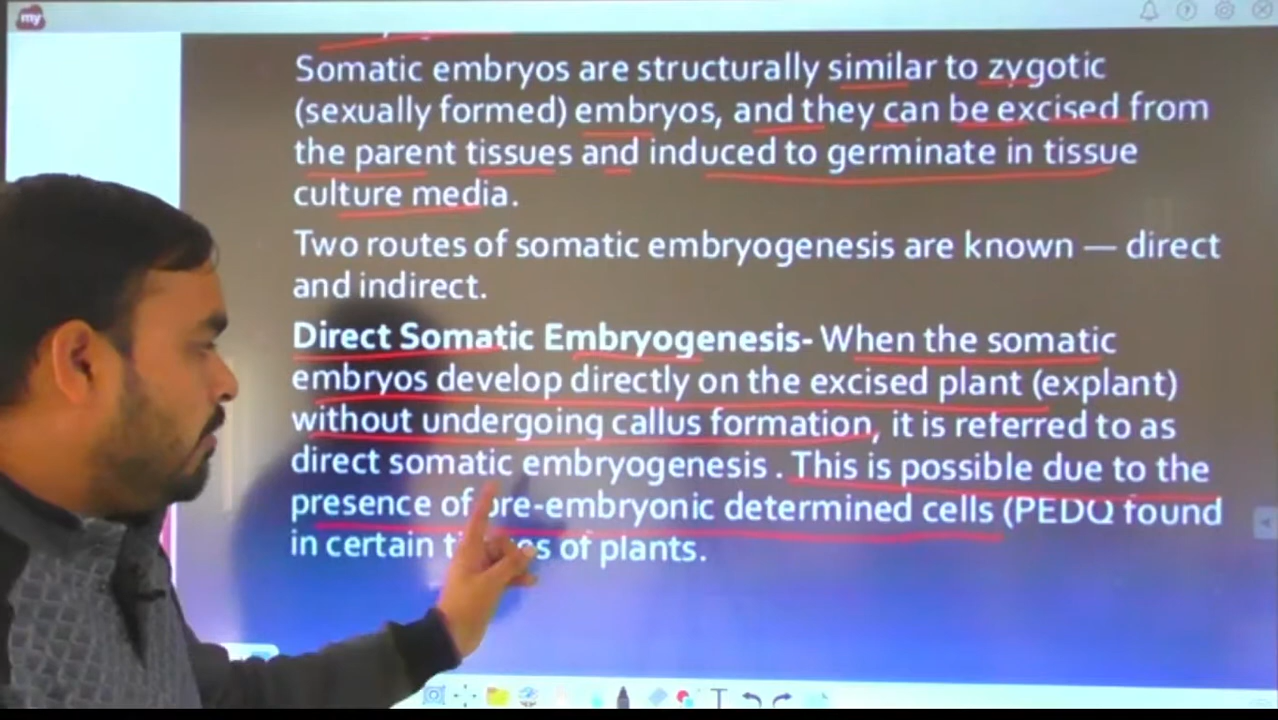 my
Somatic embryos are structurally similar to zygotic
(sexually formed) embryos, and they can be excised from
the parent tissues and induced to germinate in tissue
culture media.
Two routes of somatic embryogenesis are known — direct
and indirect.
Direct Somatic Embryogenesis- When the somatic
embryos develop directly on the excised plant (explant)
without undergoing callus formation, it is referred to as
direct somatic embryogenesis . This is possible due to the
presence of pre-embryonic determined cells (PEDQ found
in certain of plants.